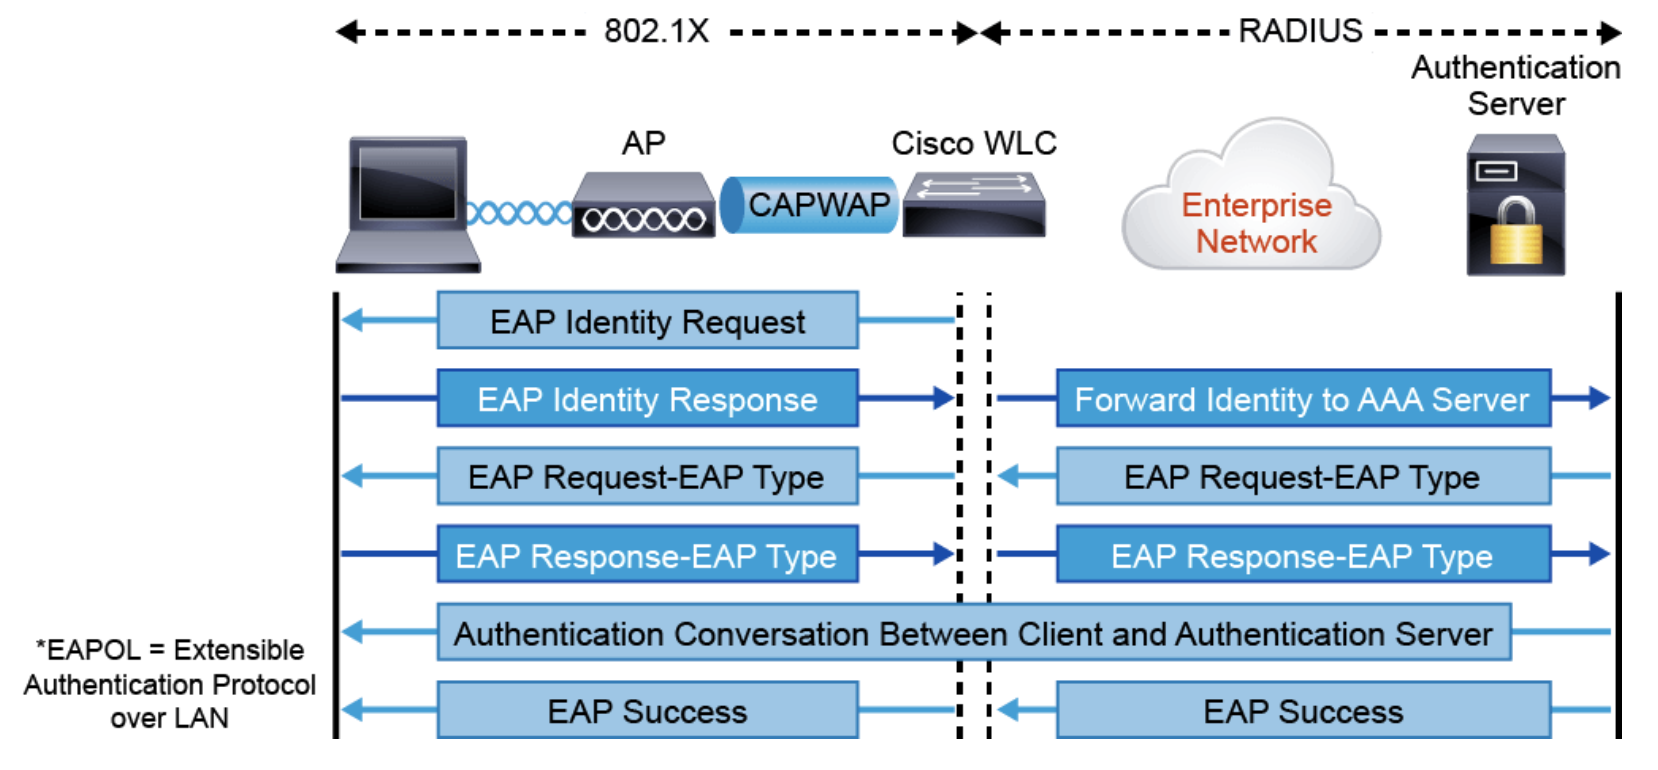 802.1X
RADIUS
Authentication
Server
AP
Cisco WLC
CAPWAP
Enterprise
Network
EAP Identity Request
EAP Identity Response
Forward Identity to AAA Server
EAP Request-EAP Type
EAP Request-EAP Type
EAP Response-EAP Type
EAP Response-EAP Type
Authentication Conversation Between Client and Authentication Server
*EAPOL = Extensible
Authentication Protocol
over LAN
EAP Success
EAP Success